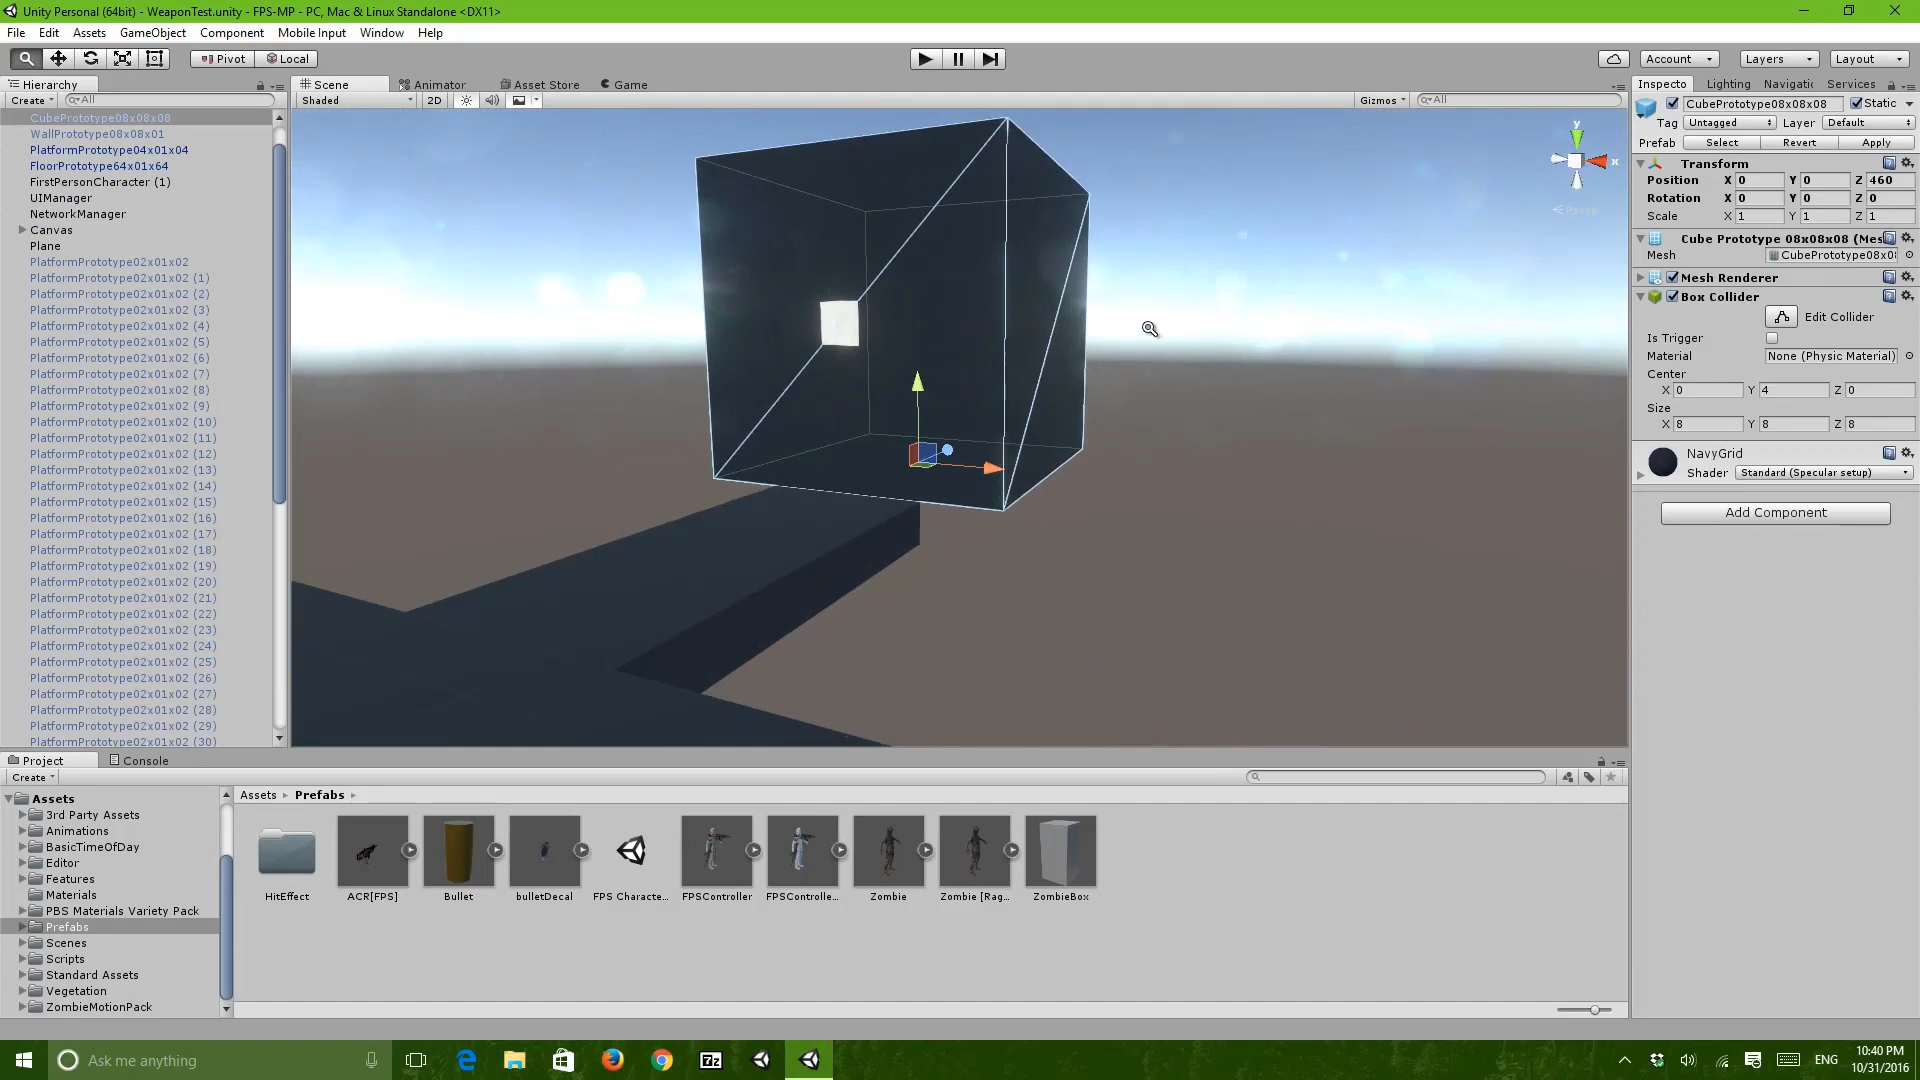 Unity Personal (64bit) - WeaponTest.unity - FPS-MP - PC, Mac & Linux Standalone <DX11>
File Edit Assets GameObject Component Mobile Input Window Help
Pivot Local Account Layers Layout
Hierarchy
Create All
CubePrototype08x08x08
WallPrototype08x08x01
PlatformPrototype04x01x04
FloorPrototype64x01x64
FirstPersonCharacter (1)
UIManager
NetworkManager
Canvas
Plane
PlatformPrototype02x01x02
PlatformPrototype02x01x02 (1)
PlatformPrototype02x01x02 (2)
PlatformPrototype02x01x02 (3)
PlatformPrototype02x01x02 (4)
PlatformPrototype02x01x02 (5)
PlatformPrototype02x01x02 (6)
PlatformPrototype02x01x02 (7)
PlatformPrototype02x01x02 (8)
PlatformPrototype02x01x02 (9)
PlatformPrototype02x01x02 (10)
PlatformPrototype02x01x02 (11)
PlatformPrototype02x01x02 (12)
PlatformPrototype02x01x02 (13)
PlatformPrototype02x01x02 (14)
PlatformPrototype02x01x02 (15)
PlatformPrototype02x01x02 (16)
PlatformPrototype02x01x02 (17)
PlatformPrototype02x01x02 (18)
PlatformPrototype02x01x02 (19)
PlatformPrototype02x01x02 (20)
PlatformPrototype02x01x02 (21)
PlatformPrototype02x01x02 (22)
PlatformPrototype02x01x02 (23)
PlatformPrototype02x01x02 (24)
PlatformPrototype02x01x02 (25)
PlatformPrototype02x01x02 (26)
PlatformPrototype02x01x02 (27)
PlatformPrototype02x01x02 (28)
PlatformPrototype02x01x02 (29)
PlatformPrototype02x01x02 (30)
Scene Animator Asset Store Game
Shaded 2D Gizmos All
y
x
Persp
Inspecto Lighting Navigatic Services
CubePrototype08x08x08 Static
Tag Untagged Layer Default
Prefab Select Revert Apply
Transform
Position X 0 Y 0 Z 460
Rotation X 0 Y 0 Z 0
Scale X 1 Y 1 Z 1
Cube Prototype 08x08x08 (Mes
Mesh CubePrototype08x0
Mesh Renderer
Box Collider
Edit Collider
Is Trigger
Material None (Physic Material)
Center
X 0 Y 4 Z 0
Size
X 8 Y 8 Z 8
NavyGrid
Shader Standard (Specular setup)
Add Component
Project Console
Create
Assets
3rd Party Assets
Animations
BasicTimeOfDay
Editor
Features
Materials
PBS Materials Variety Pack
Prefabs
Scenes
Scripts
Standard Assets
Vegetation
ZombieMotionPack
Assets Prefabs
HitEffect ACR[FPS] Bullet bulletDecal FPS Characte... FPSController FPSControlle... Zombie Zombie [Rag... ZombieBox
Ask me anything
7z
ENG
10:40 PM
10/31/2016